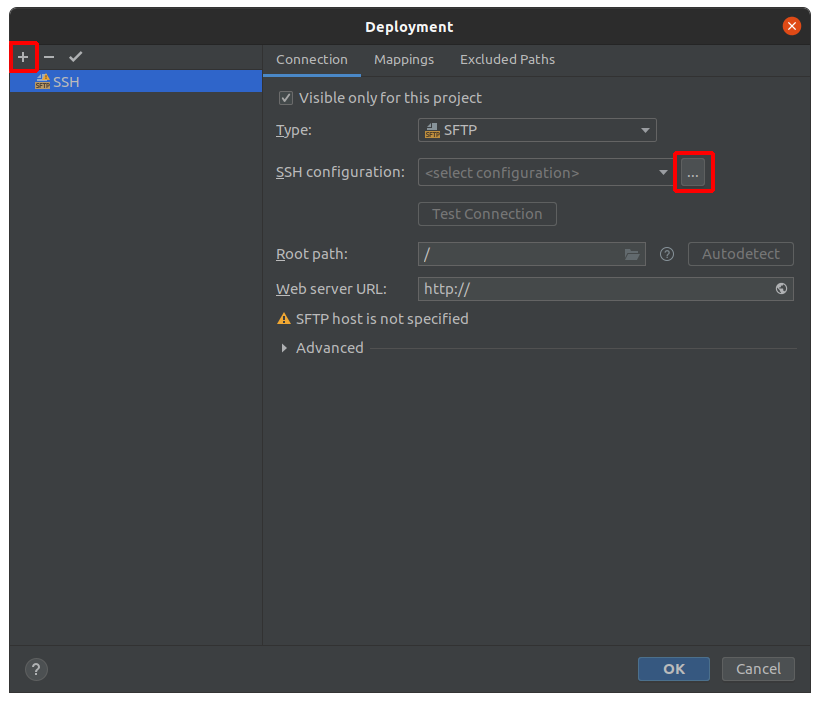 Deployment
SSH
Connection Mappings Excluded Paths
Visible only for this project
Type: SFTP
SSH configuration: <select configuration> ...
Test Connection
Root path: / ? Autodetect
Web server URL: http://
SFTP host is not specified
Advanced
? OK Cancel